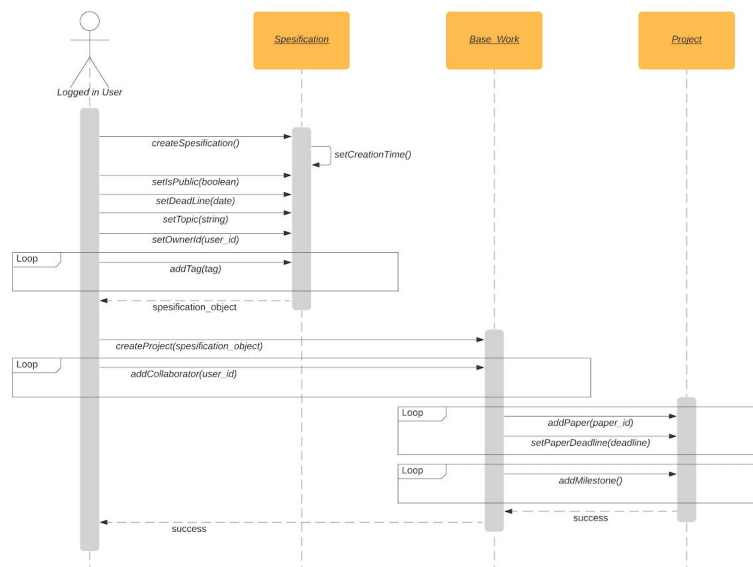 Spesification
Base_Work
Project
Logged in User
createSpesification()
setCreationTime()
setIsPublic(boolean)
setDeadLine(date)
setTopic(string)
setOwnerId(user_id)
Loop
addTag(tag)
spesification_object
createProject(spesification_object)
Loop
addCollaborator(user_id)
Loop
addPaper(paper_id)
setPaperDeadline(deadline)
Loop
addMilestone()
success
success